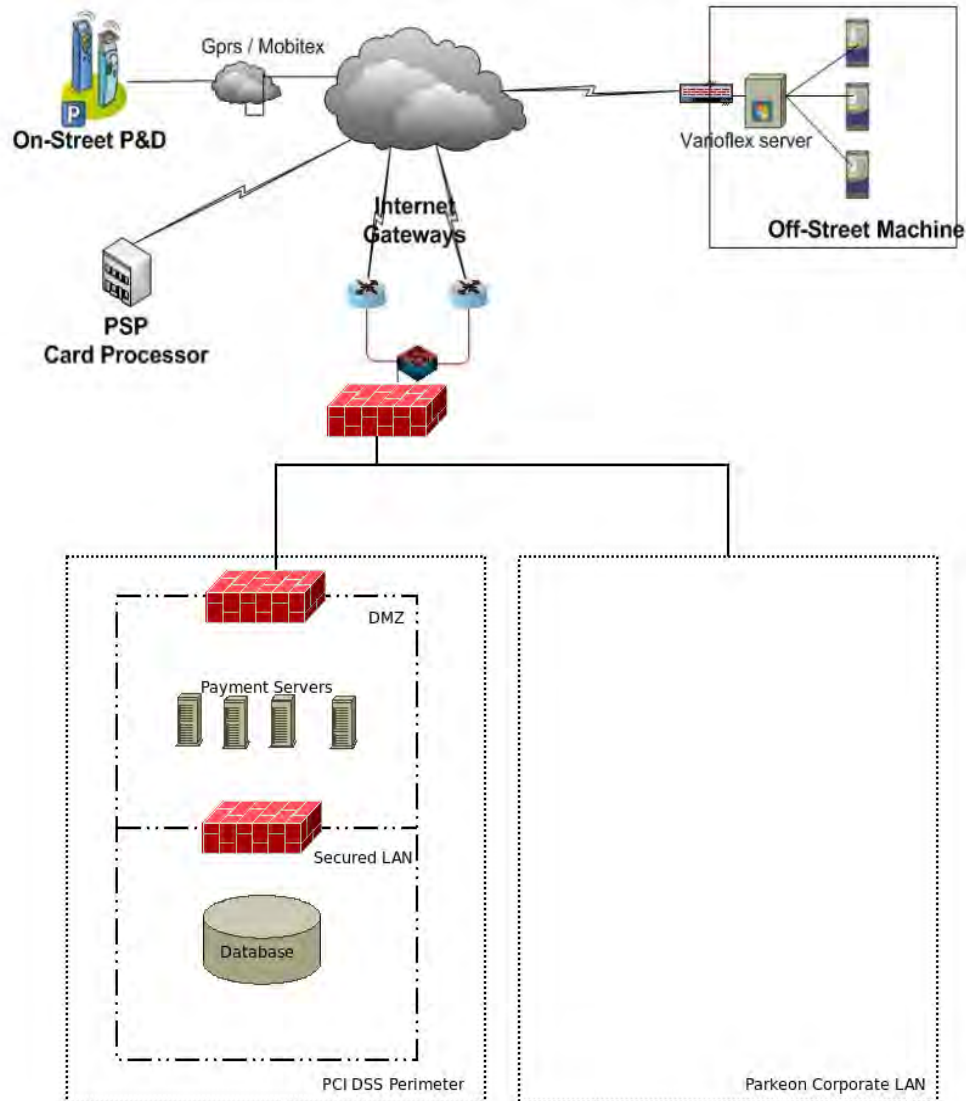 Gprs / Mobitex
P
On-Street P&D
Varioflex server
Off-Street Machine
Internet
Gateways
PSP
Card Processor
DMZ
Payment Servers
Secured LAN
Database
PCI DSS Perimeter
Parkeon Corporate LAN